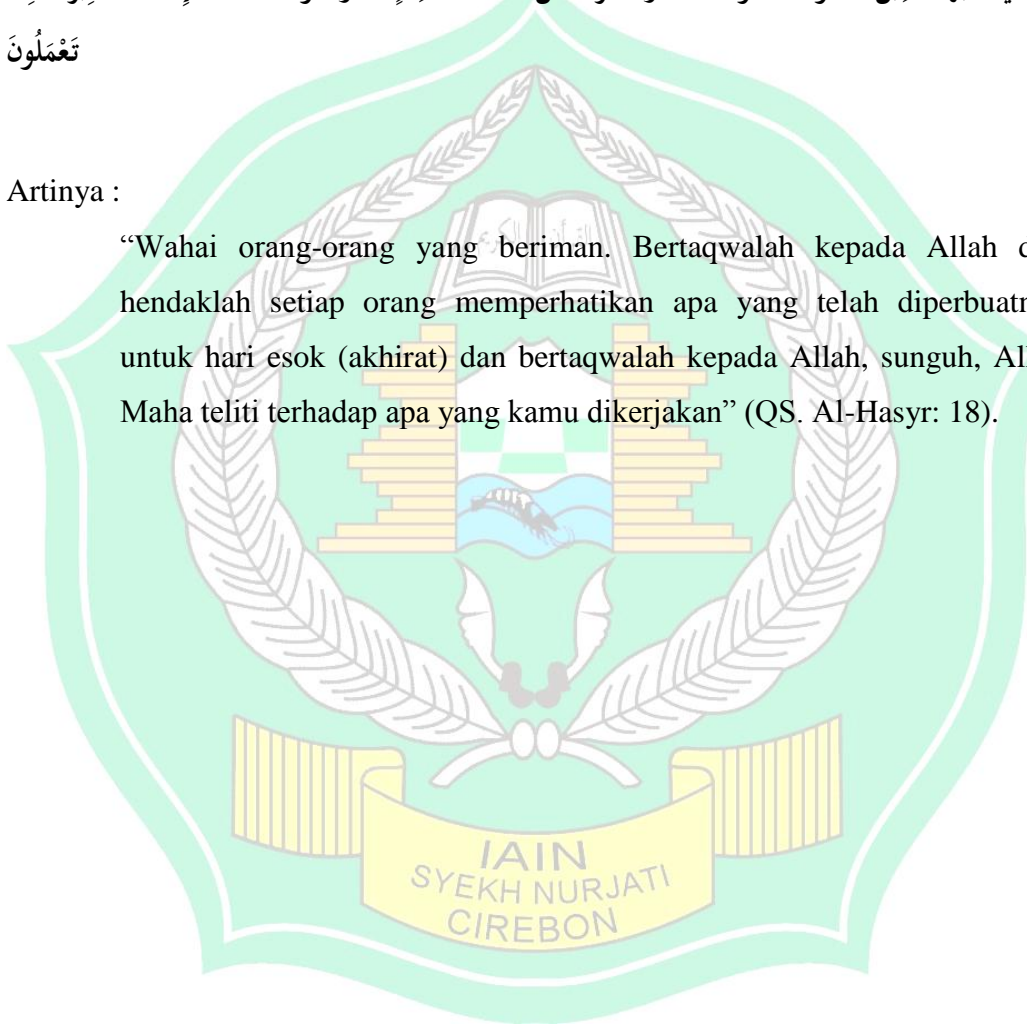 تَعْمَلُونَ
Artinya :
“Wahai orang-orang yang beriman. Bertaqwalah kepada Allah
hendaklah setiap orang memperhatikan apa yang telah
untuk hari esok (akhirat) dan bertaqwalah kepada Allah, sunguh,
Maha teliti terhadap apa yang kamu dikerjakan” (QS. Al-Hasyr: 18).
IAIN
SYEKH NURJATI
CIREBON